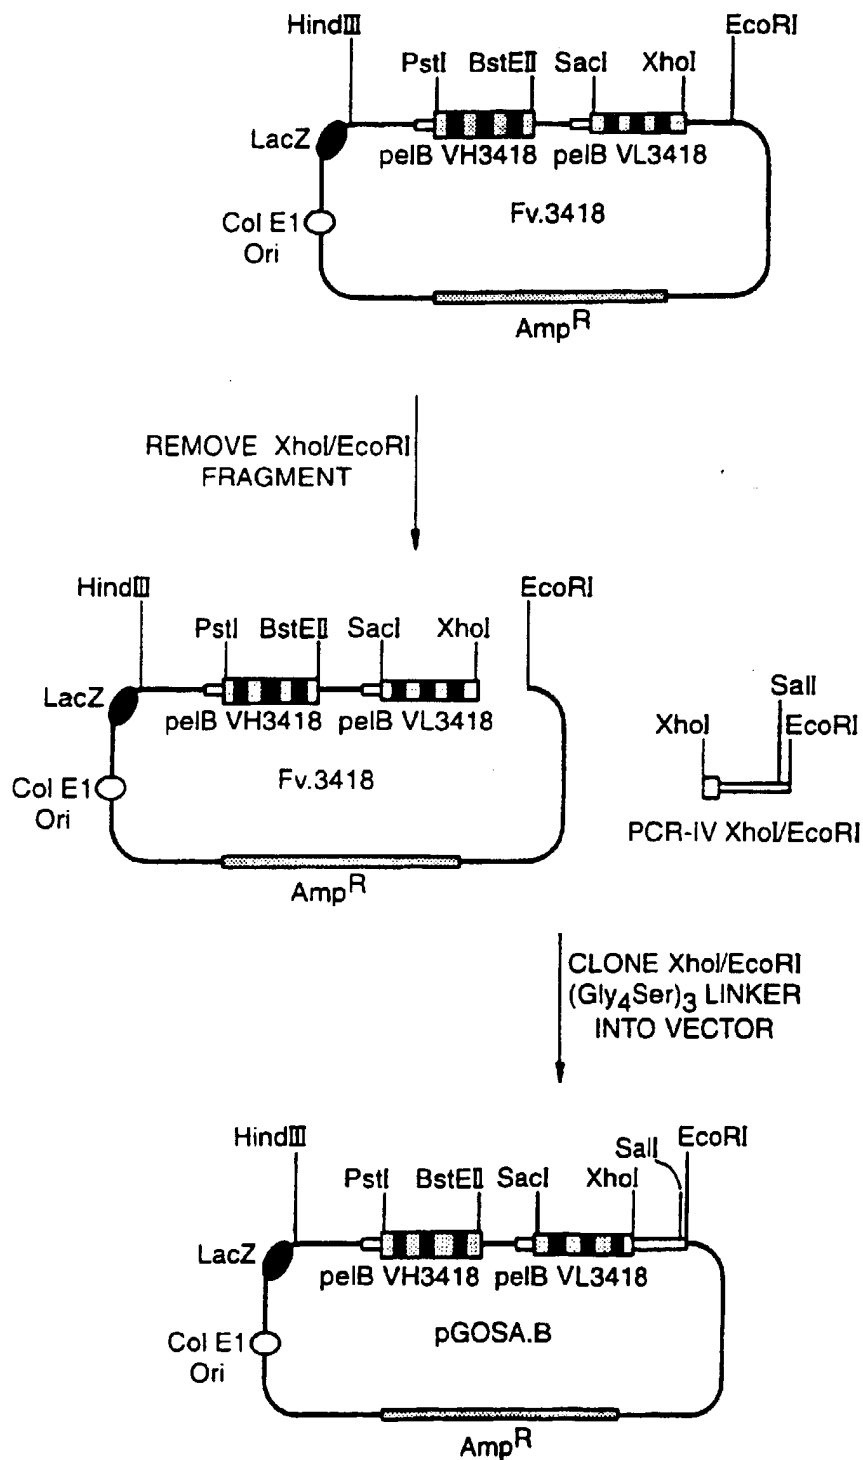 HindIII
EcoRI
PstI BstEII SacI XhoI
LacZ
pelB VH3418 pelB VL3418
Col E1
Ori
Fv.3418
Amp^R
REMOVE XhoI/EcoRI
FRAGMENT
HindIII
EcoRI
PstI BstEII SacI XhoI
LacZ
pelB VH3418 pelB VL3418
Col E1
Ori
Fv.3418
Amp^R
SalI
XhoI
EcoRI
PCR-IV XhoI/EcoRI
CLONE XhoI/EcoRI
(Gly4Ser)3 LINKER
INTO VECTOR
HindIII
SalI
EcoRI
PstI BstEII SacI XhoI
LacZ
pelB VH3418 pelB VL3418
Col E1
Ori
pGOSA.B
Amp^R